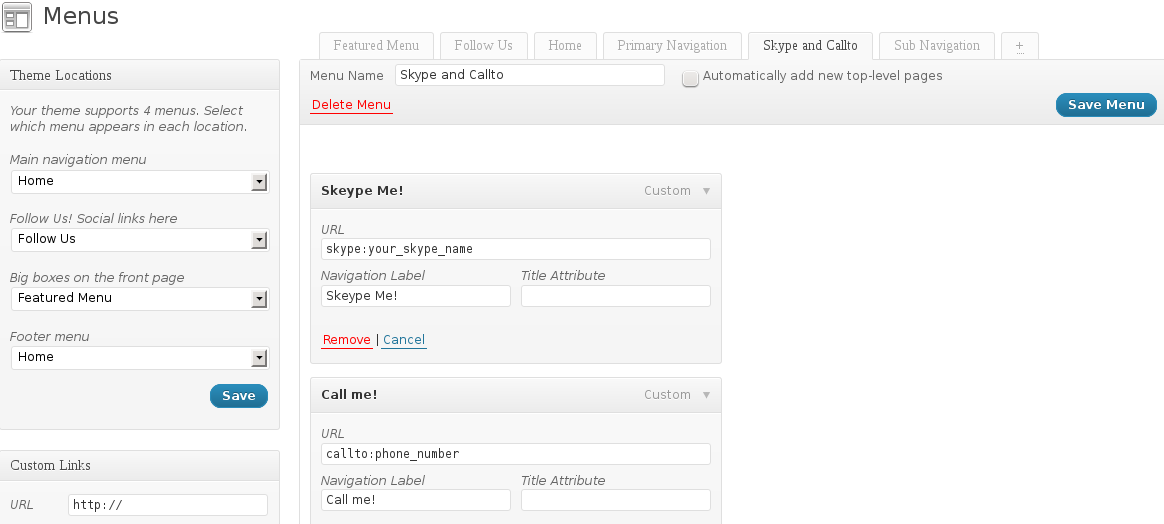 Menus
Featured Menu
Follow Us
Home
Primary Navigation
Skype and Callto
Sub Navigation
+
Theme Locations
Your theme supports 4 menus. Select
which menu appears in each location.
Main navigation menu
Home
Follow Us! Social links here
Follow Us
Big boxes on the front page
Featured Menu
Footer menu
Home
Save
Custom Links
URL http://
Menu Name Skype and Callto Automatically add new top-level pages
Delete Menu Save Menu
Skeype Me! Custom
URL
skype:your_skype_name
Navigation Label Title Attribute
Skeype Me!
Remove | Cancel
Call me! Custom
URL
callto:phone_number
Navigation Label Title Attribute
Call me!